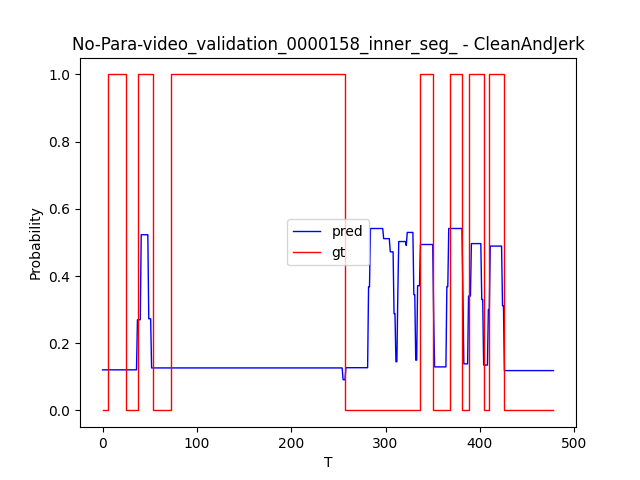 No-Para-video_validation_0000158_inner_seg_ - CleanAndJerk
1.0
0.8
0.6
0.4
0.2
0.0
Probability
pred
gt
0 100 200 300 400 500
T